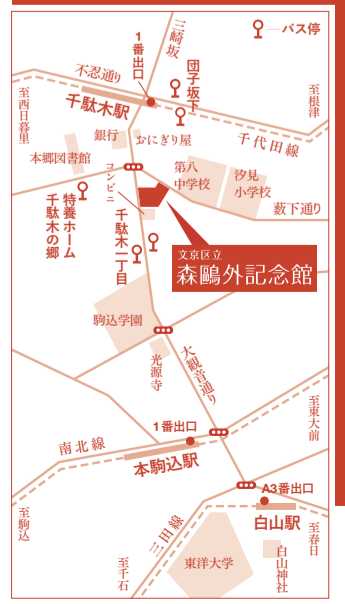 バス停
三崎坂
1番出口
団子坂下
不忍通り
至西日暮里
千駄木駅
至根津
銀行
おにぎり屋
千代田線
本郷図書館
コンビニ
第八
中学校
汐見
小学校
藪下通り
特養ホーム
千駄木の郷
千駄木一丁目
文京区立
森鷗外記念館
駒込学園
光源寺
大観音通り
至東大前
1番出口
南北線
本駒込駅
A3番出口
白山駅
至駒込
三田線
至千石
東洋大学
白山神社
至春日